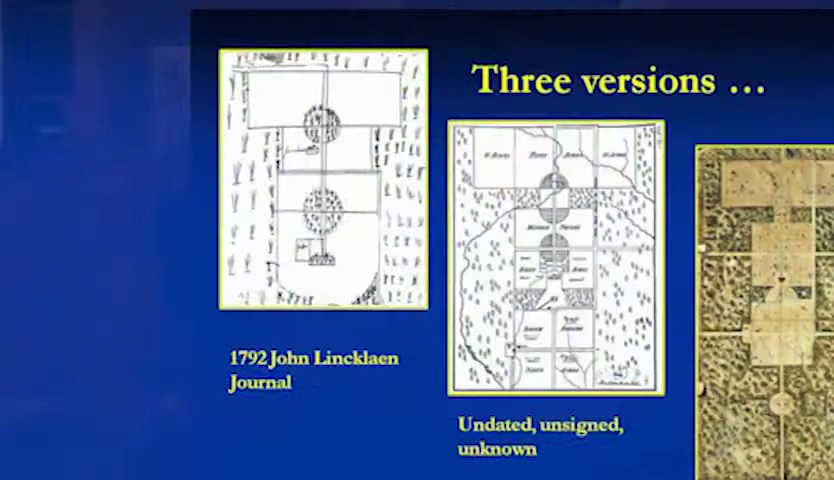 Three versions ...
1792 John Lincklaen
Journal
Undated, unsigned,
unknown